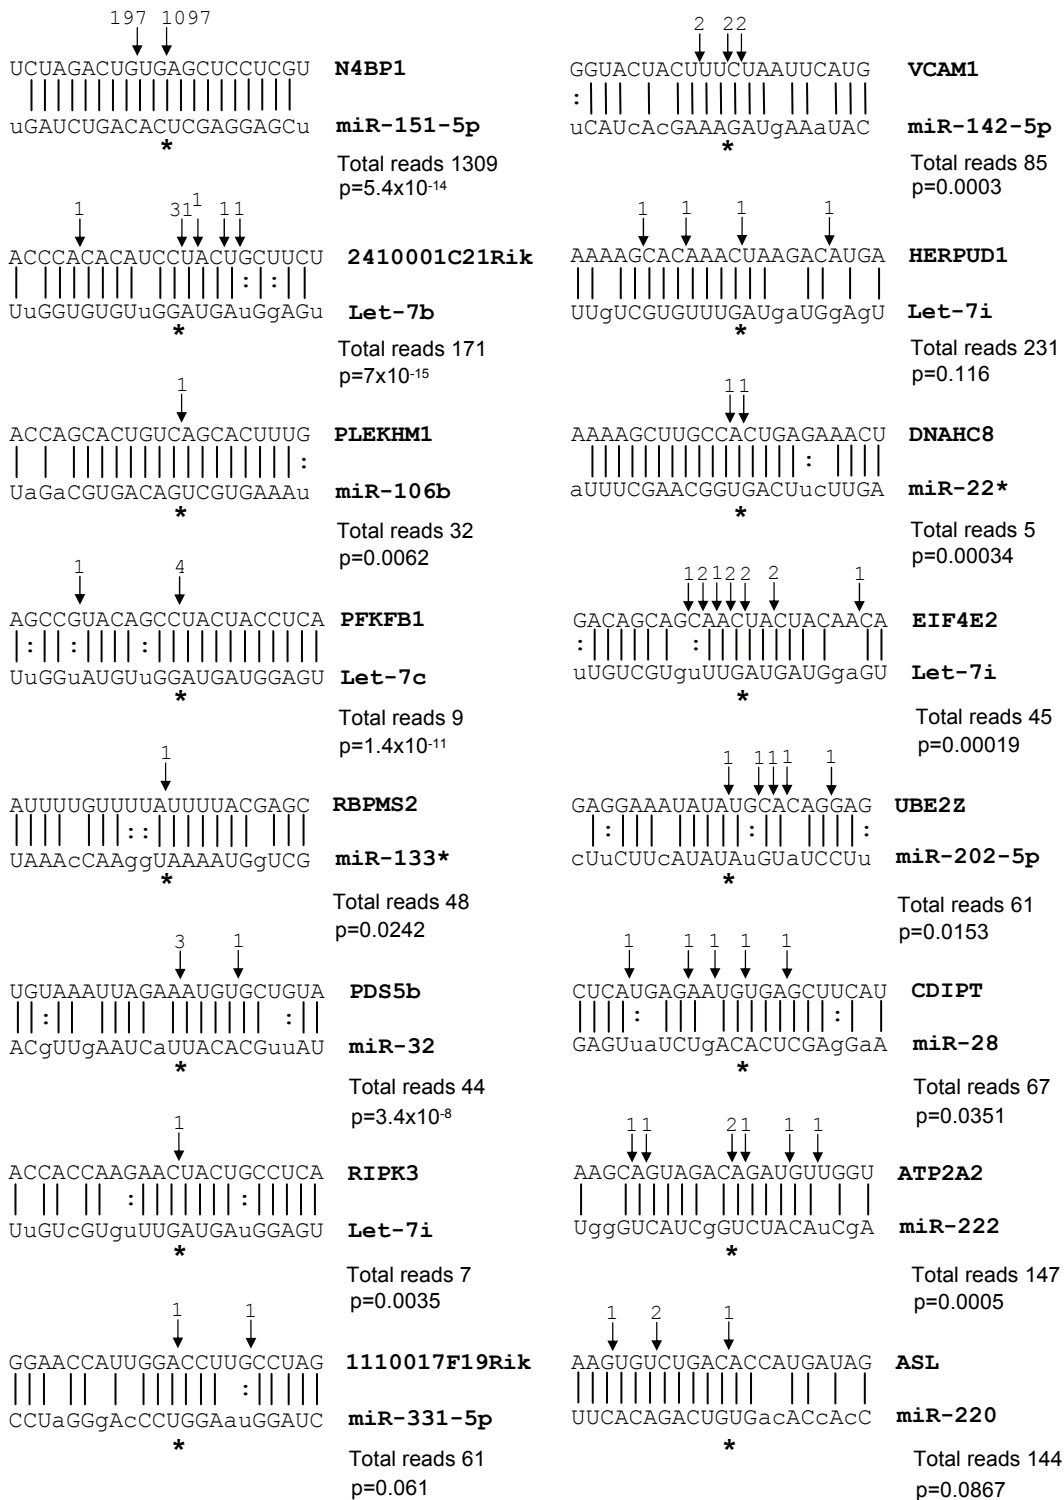 197 1097
UCUAGACUGUGAGCUCCUCGU N4BP1
uGAUCUGACACUCGAGGAGCu miR-151-5p
*
Total reads 1309
p=5.4x10-14
1 31 1 11
ACCCACACAUCCUACUGCUUCU 2410001C21Rik
UuGGUGUGUuGGAUGAuGgAGu Let-7b
*
Total reads 171
p=7x10-15
1
ACCAGCACUGUCAGCACUUUG PLEKHM1
UaGaCGUGACAGUCGUGAAAu miR-106b
*
Total reads 32
p=0.0062
1 4
AGCCGUACAGCCUACUACCUCA PFKFB1
UuGGuAUGUuGGAUGAUGGAGU Let-7c
*
Total reads 9
p=1.4x10-11
1
AUUUUGUUUUAUUUUACGAGC RBPMS2
UAAAcCAAggUAAAAUGgUCG miR-133*
*
Total reads 48
p=0.0242
3 1
UGUAAAUUAGAAAUGUGCUGUA PDS5b
ACgUUgAAUCaUUACACGuuAU miR-32
*
Total reads 44
p=3.4x10-8
1
ACCACCAAGAACUACUGCCUCA RIPK3
UuGUcGUguUUGAUGAuGGAGU Let-7i
*
Total reads 7
p=0.0035
1 1
GGAACCAUUGGACCUUGCCUAG 1110017F19Rik
CCUaGGgAcCCUGGAauGGAUC miR-331-5p
*
Total reads 61
p=0.061
2 22
GGUACUACUUUCUAAUUCAUG VCAM1
uCAUcAcGAAAGAUgAAaUAC miR-142-5p
*
Total reads 85
p=0.0003
1 1 1 1
AAAAGCACAAACUAAGACAUGA HERPUD1
UUgUCGUGUUUGAUgaUGgAgU Let-7i
*
Total reads 231
p=0.116
11
AAAAGCUUGCCACUGAGAAACU DNAHC8
aUUUCGAACGGUGACUucUUGA miR-22*
*
Total reads 5
p=0.00034
12122 2 1
GACAGCAGCAACUACUACAACA EIF4E2
uUGUCGUguUUGAUGAUGgaGU Let-7i
*
Total reads 45
p=0.00019
1 111 1
GAGGAAAUAUAUGCACAGGAG UBE2Z
cUuCUUcAUAUAuGUaUCCUu miR-202-5p
*
Total reads 61
p=0.0153
1 1 1 1 1
CUCAUGAGAAUGUGAGCUUCAU CDIPT
GAGUuaUCUgACACUCGAgGaA miR-28
*
Total reads 67
p=0.0351
11 21 1 1
AAGCAGUAGACAGAUGUUGGU ATP2A2
UggGUCAUCgGUCUACAuCgA miR-222
*
Total reads 147
p=0.0005
1 2 1
AAGUGUCUGACACCAUGAUAG ASL
UUCACAGACUGUGacACcAcC miR-220
*
Total reads 144
p=0.0867